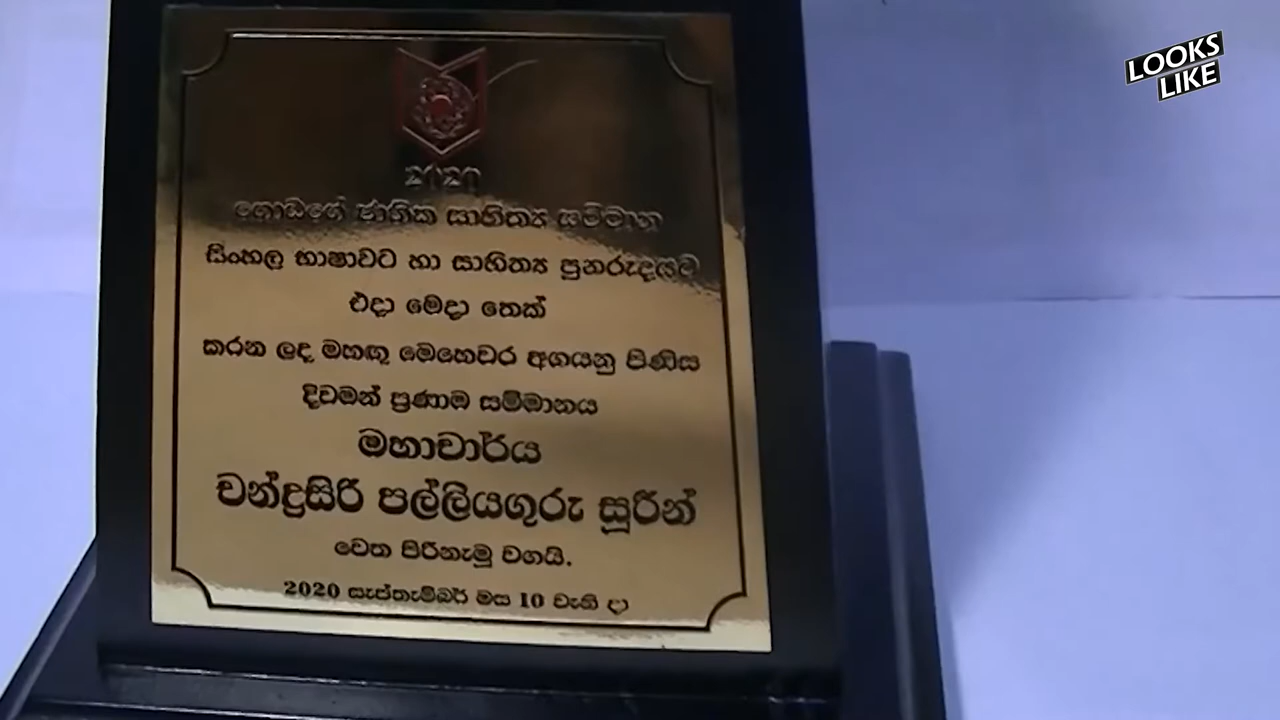 LOOKS
LIKE
2020
ගොඩගේ ජාතික සාහිත්‍ය සම්මාන
සිංහල භාෂාවට හා සාහිත්‍ය පුනරුදයට
එදා මෙදා තෙක්
කරන ලද මහඟු මෙහෙවර අගයනු පිණිස
දිවමන් ප්‍රණාම සම්මානය
මහාචාර්ය
චන්ද්‍රසිරි පල්ලියගුරු සූරීන්
වෙත පිරිනැමූ වගයි.
2020 සැප්තැම්බර් මස 10 වැනි දා